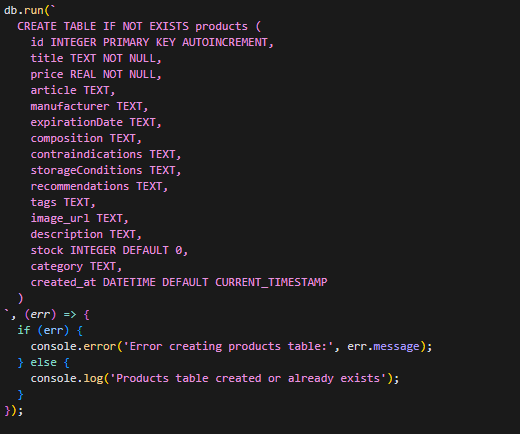 db.run(`
  CREATE TABLE IF NOT EXISTS products (
    id INTEGER PRIMARY KEY AUTOINCREMENT,
    title TEXT NOT NULL,
    price REAL NOT NULL,
    article TEXT,
    manufacturer TEXT,
    expirationDate TEXT,
    composition TEXT,
    contraindications TEXT,
    storageConditions TEXT,
    recommendations TEXT,
    tags TEXT,
    image_url TEXT,
    description TEXT,
    stock INTEGER DEFAULT 0,
    category TEXT,
    created_at DATETIME DEFAULT CURRENT_TIMESTAMP
  )
`, (err) => {
  if (err) {
    console.error('Error creating products table:', err.message);
  } else {
    console.log('Products table created or already exists');
  }
});